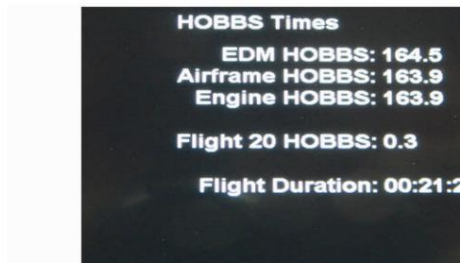 HOBBS Times
EDM HOBBS: 164.5
Airframe HOBBS: 163.9
Engine HOBBS: 163.9
Flight 20 HOBBS: 0.3
Flight Duration: 00:21:2